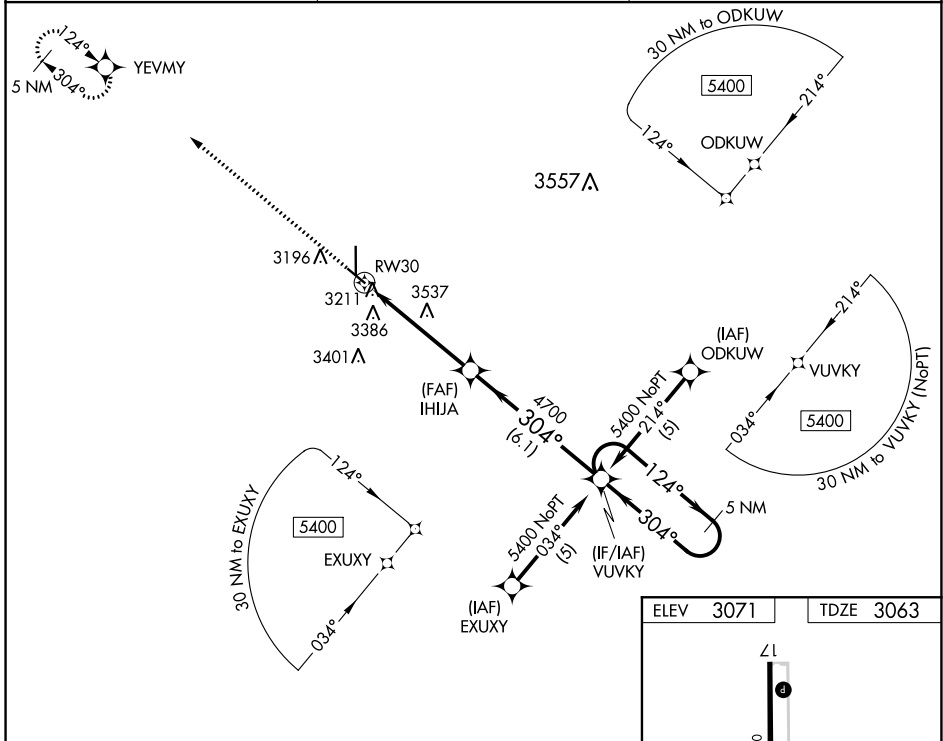 30 NM to ODKUW
5400
124°
214°
ODKUW
124°
304°
5 NM
YEVMY
3557
3196
RW30
3211
3537
3386
3401
(FAF)
IHIJA
4700
304°
(6.1)
(IAF)
ODKUW
5400 NoPT
214°
(5)
214°
VUVKY
034°
5400
30 NM to VUVKY (NoPT)
124°
304°
5 NM
(IF/IAF)
VUVKY
5400 NoPT
034°
(5)
(IAF)
EXUXY
30 NM to EXUXY
124°
5400
EXUXY
034°
ELEV 3071
TDZE 3063
17
P
0